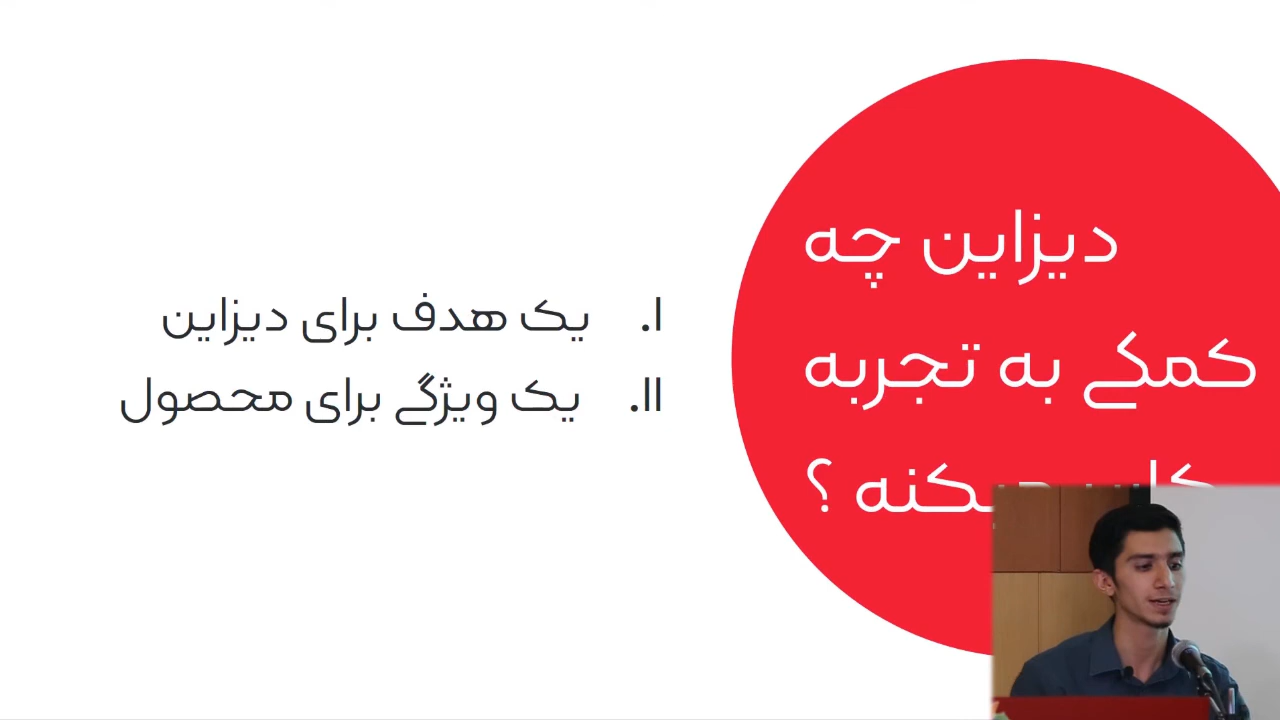 دیزاین چه
کمکی به تجربه
؟
I. یک هدف برای دیزاین
II. یک ویژگی برای محصول